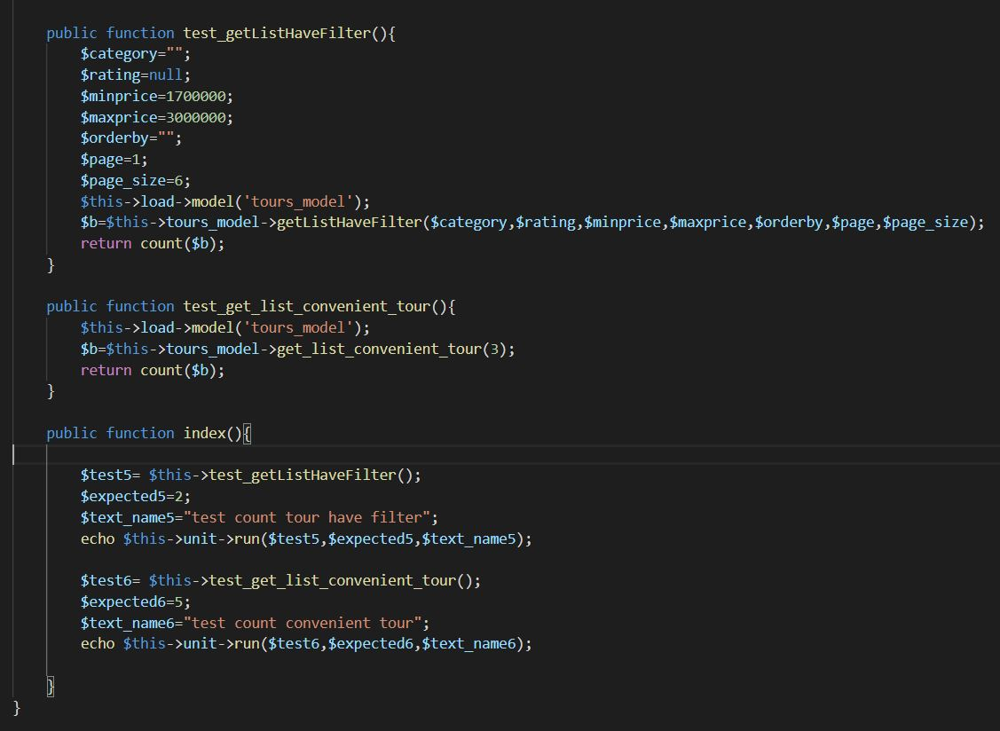 public function test_getListHaveFilter(){
$category="";
$rating=null;
$minprice=1700000;
$maxprice=3000000;
$orderby="";
$page=1;
$page_size=6;
$this->load->model('tours_model');
$b=$this->tours_model->getListHaveFilter($category,$rating,$minprice,$maxprice,$orderby,$page,$page_size);
return count($b);
}
public function test_get_list_convenient_tour(){
$this->load->model('tours_model');
$b=$this->tours_model->get_list_convenient_tour(3);
return count($b);
}
public function index(){
$test5= $this->test_getListHaveFilter();
$expected5=2;
$text_name5="test count tour have filter";
echo $this->unit->run($test5,$expected5,$text_name5);
$test6= $this->test_get_list_convenient_tour();
$expected6=5;
$text_name6="test count convenient tour";
echo $this->unit->run($test6,$expected6,$text_name6);
}
}